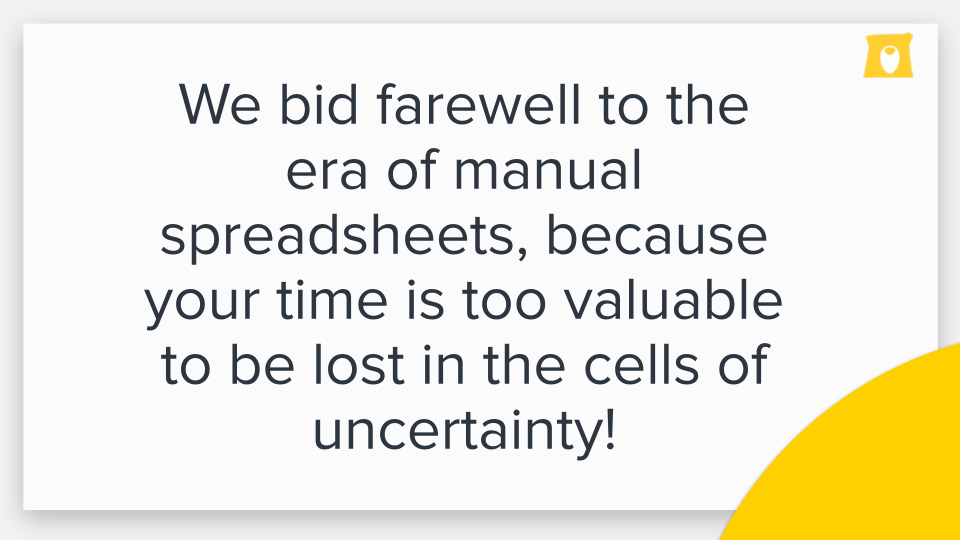 We bid farewell to the
era of manual
spreadsheets, because
your time is too valuable
to be lost in the cells of
uncertainty!